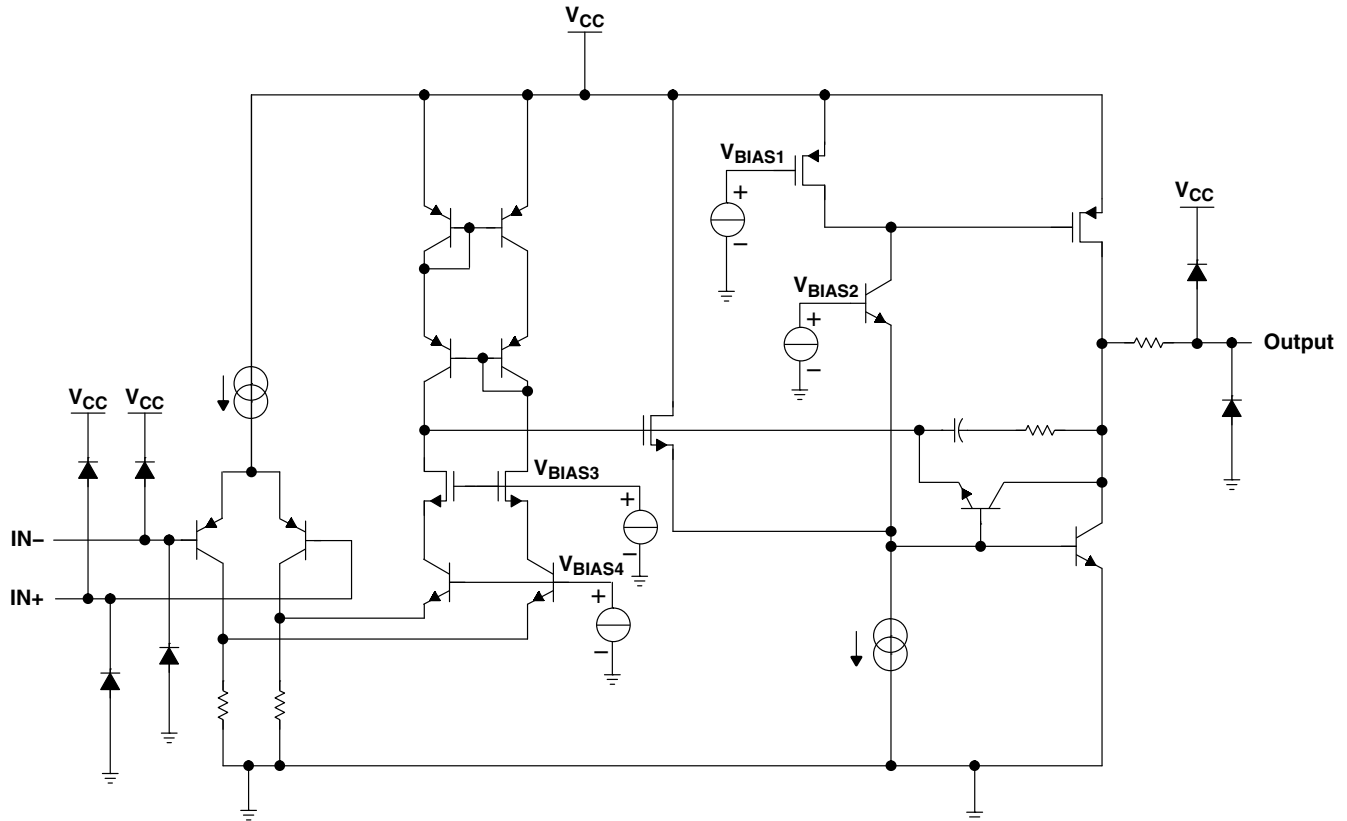 VCC
VBIAS1
+
−
VCC
VBIAS2
+
−
Output
VCC
VCC
VBIAS3
+
−
IN−
VBIAS4
IN+
+
−